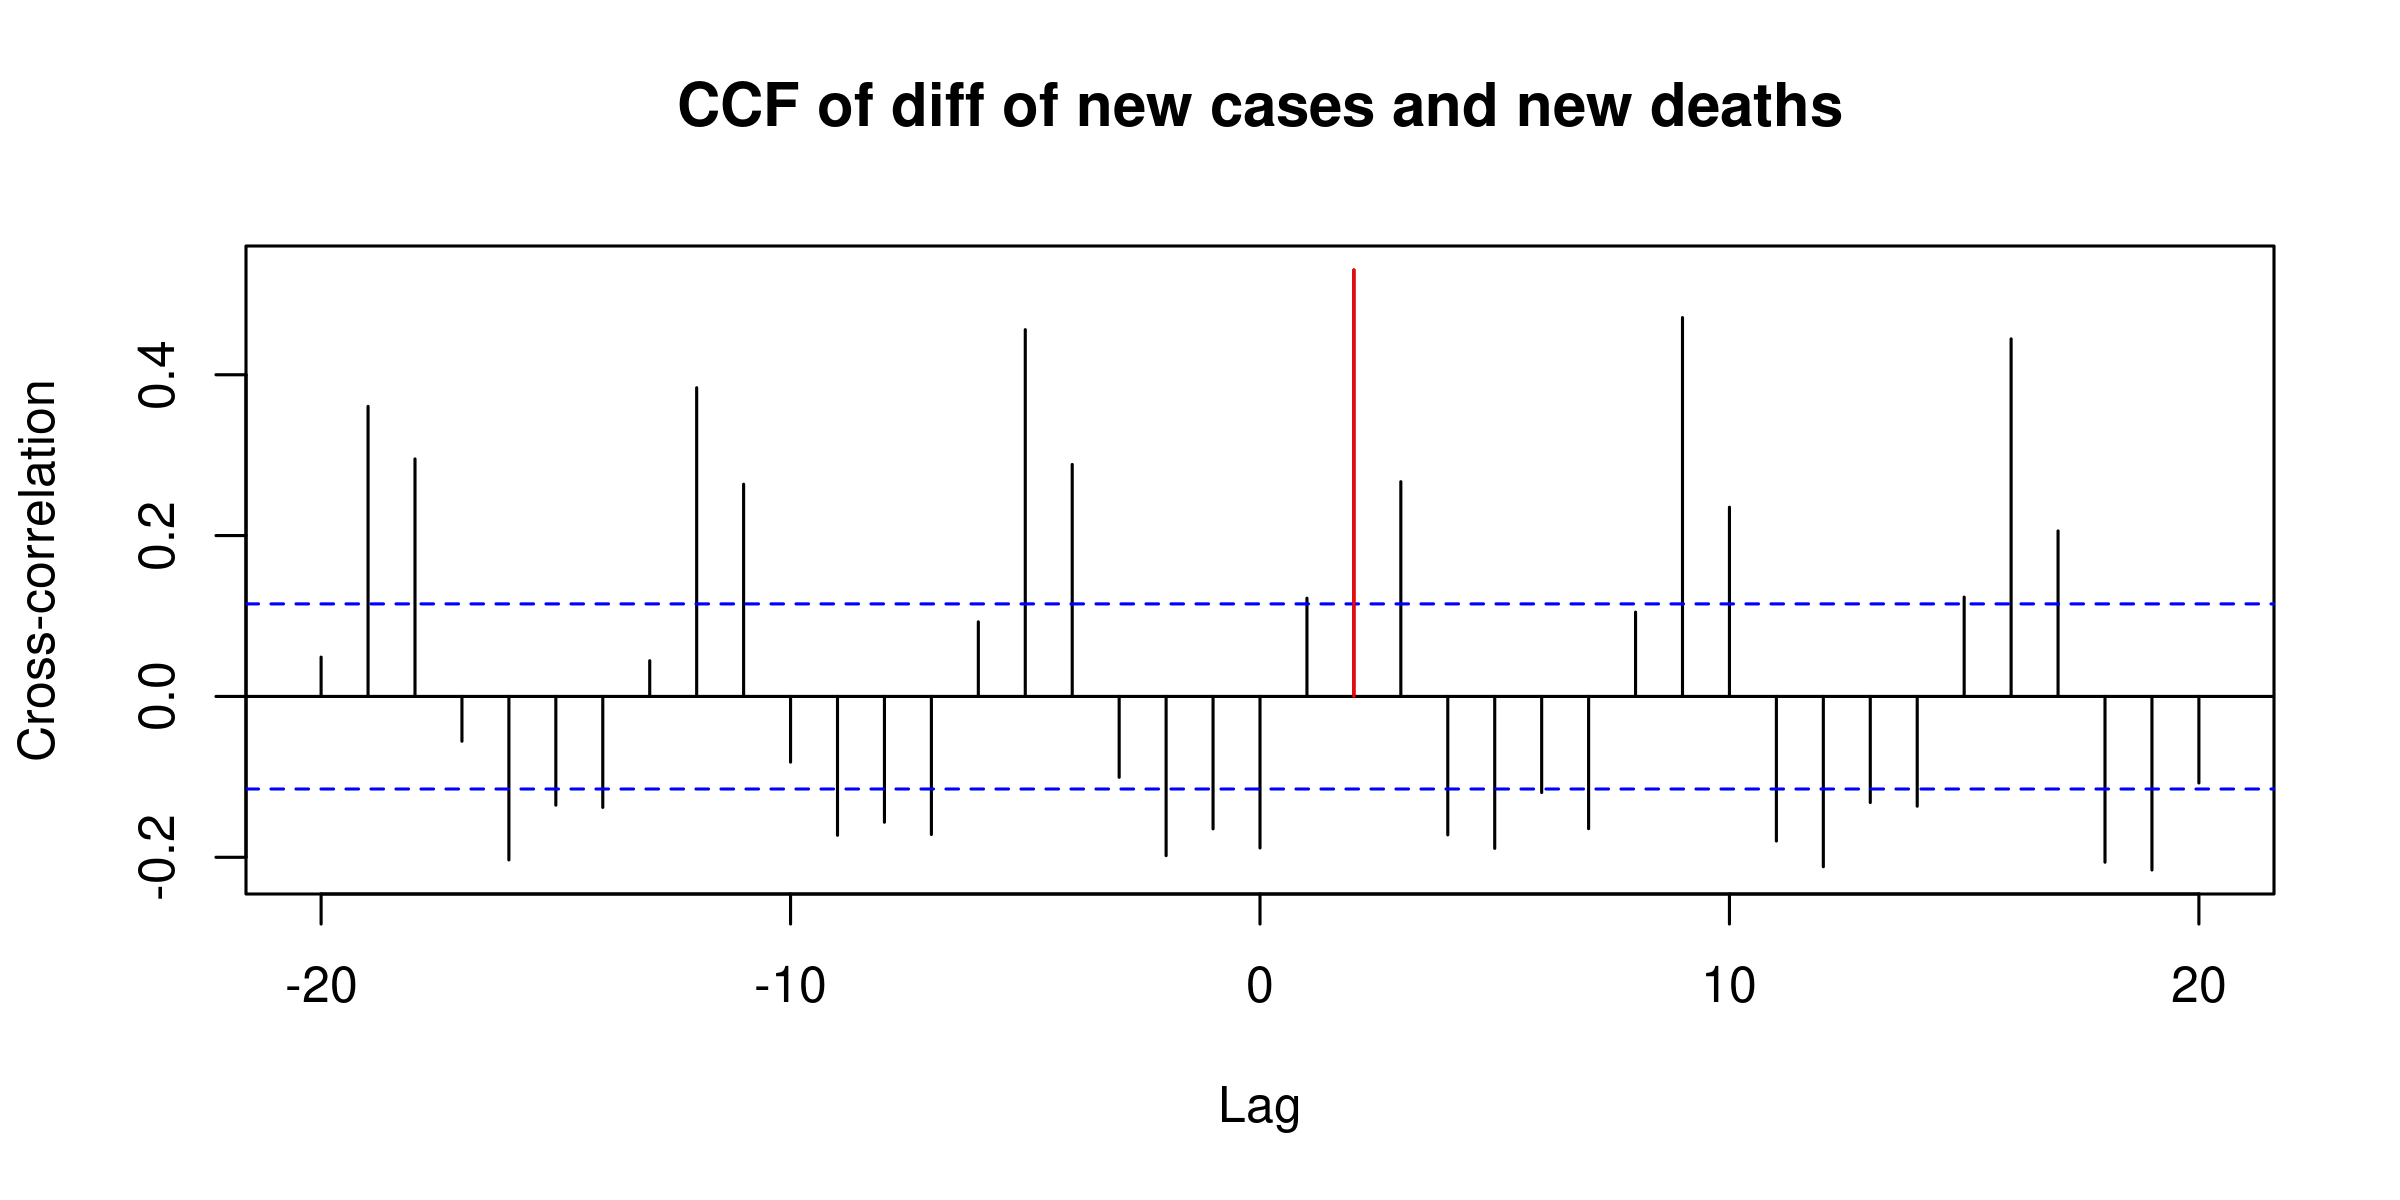 CCF of diff of new cases and new deaths
Cross-correlation
0.4
0.2
0.0
-0.2
-20 -10 0 10 20
Lag